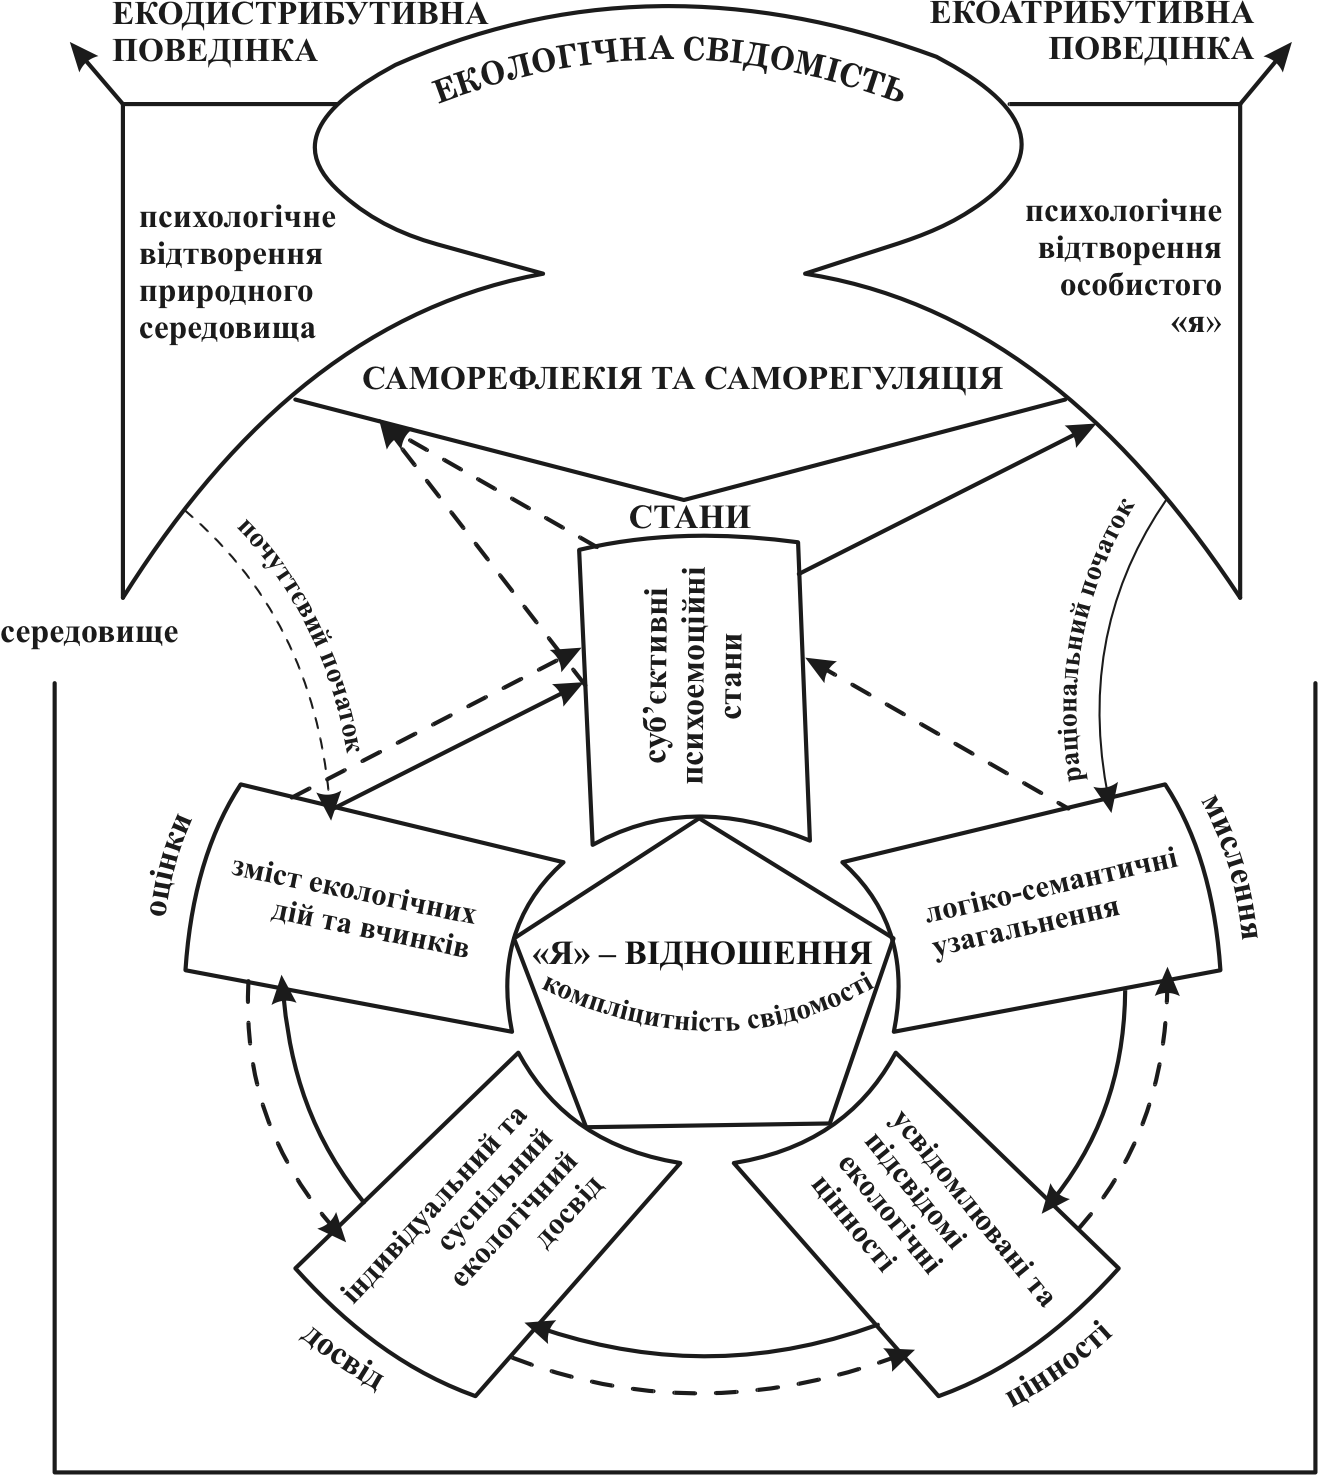 ЕКОДИСТРИБУТИВНА
ПОВЕДІНКА
ЕКОАТРИБУТИВНА
ПОВЕДІНКА
ЕКОЛОГІЧНА СВІДОМІСТЬ
психологічне
відтворення
природного
середовища
психологічне
відтворення
особистого
«я»
САМОРЕФЛЕКІЯ ТА САМОРЕГУЛЯЦІЯ
СТАНИ
почуттєвий початок
раціональний початок
середовище
суб’єктивні
психоемоційні
стани
оцінки
зміст екологічних
дій та вчинків
мислення
логіко-семантичні
узагальнення
«Я» – ВІДНОШЕННЯ
компліцитність свідомості
індивідуальний та
суспільний
екологічний
досвід
досвід
усвідомлювані та
підсвідомі
екологічні
цінності
цінності